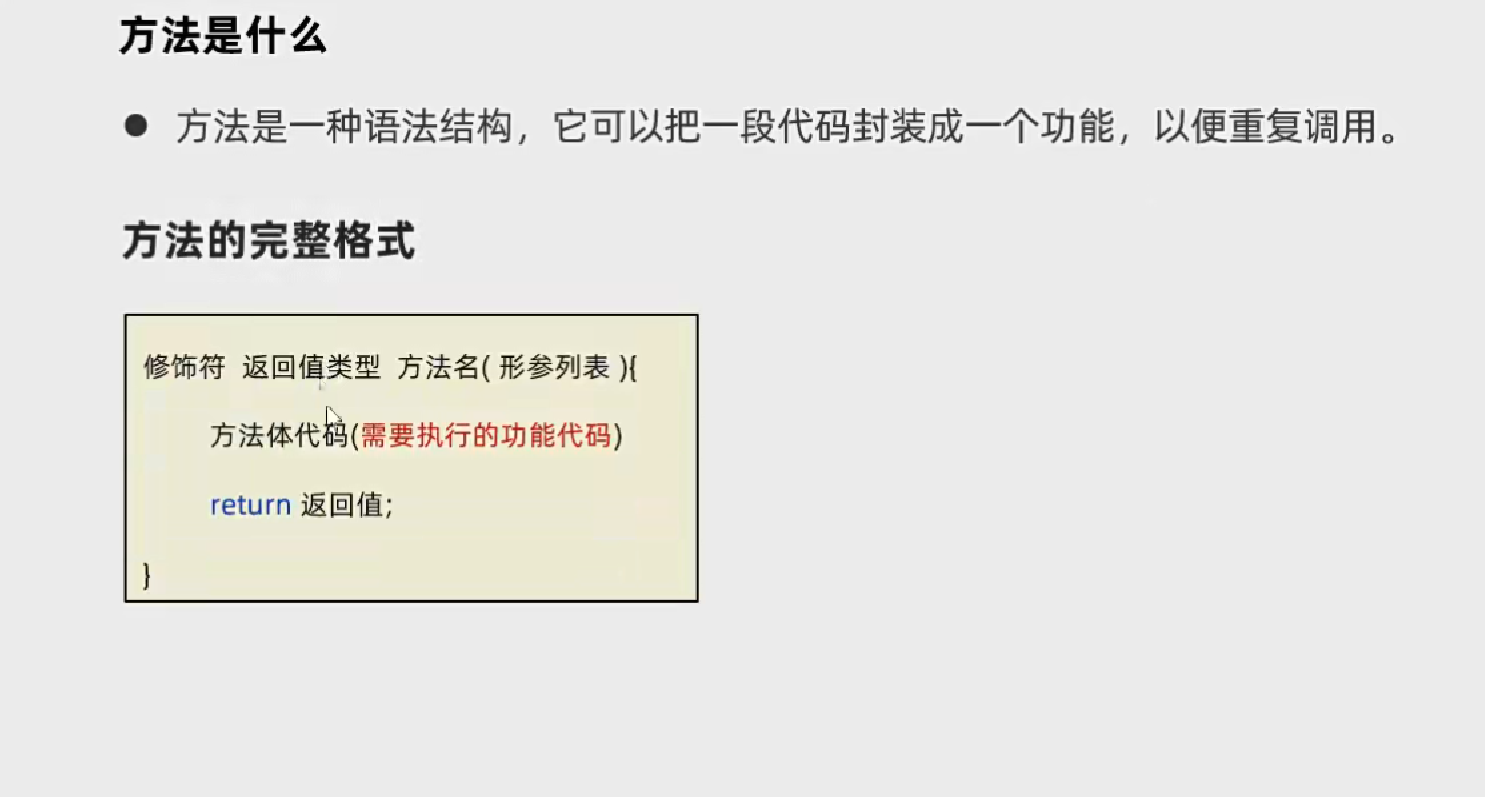 方法是什么
● 方法是一种语法结构，它可以把一段代码封装成一个功能，以便重复调用。
方法的完整格式
修饰符 返回值类型 方法名( 形参列表 ){
方法体代码(需要执行的功能代码)
return 返回值;
}